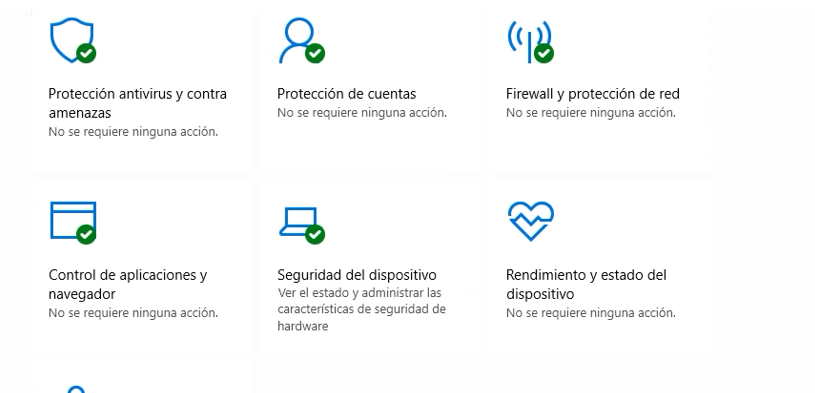 Protección antivirus y contra
amenazas
No se requiere ninguna acción.
Protección de cuentas
No se requiere ninguna acción.
Firewall y protección de red
No se requiere ninguna acción.
Control de aplicaciones y
navegador
No se requiere ninguna acción.
Seguridad del dispositivo
Ver el estado y administrar las
características de seguridad de
hardware
Rendimiento y estado del
dispositivo
No se requiere ninguna acción.